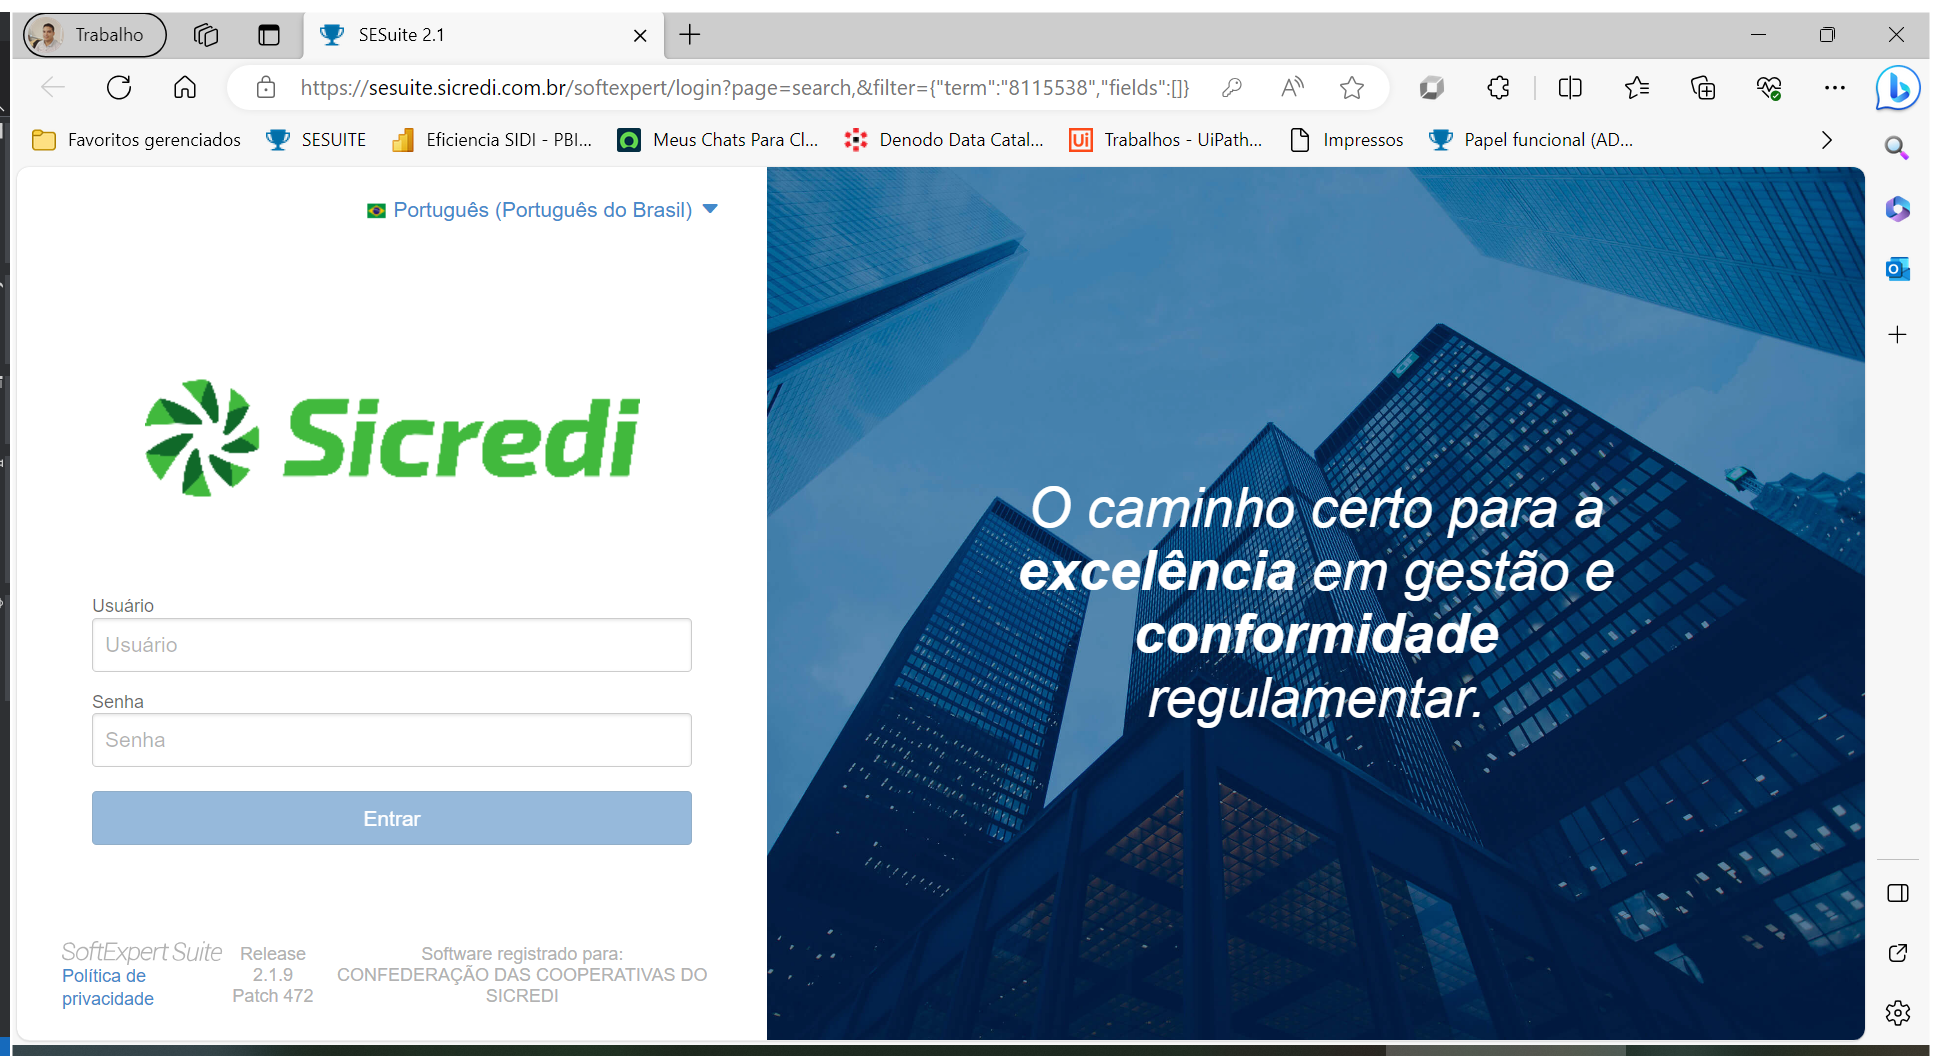 Trabalho
SESuite 2.1
https://sesuite.sicredi.com.br/softexpert/login?page=search,&filter={"term":"8115538","fields":[]}
Favoritos gerenciados
SESUITE
Eficiencia SIDI - PBI...
Meus Chats Para Cl...
Denodo Data Catal...
Trabalhos - UiPath...
Impressos
Papel funcional (AD...
Português (Português do Brasil)
Sicredi
Usuário
Usuário
Senha
Senha
Entrar
SoftExpert Suite
Política de
privacidade
Release
2.1.9
Patch 472
Software registrado para:
CONFEDERAÇÃO DAS COOPERATIVAS DO
SICREDI
O caminho certo para a
excelência em gestão e
conformidade
regulamentar.